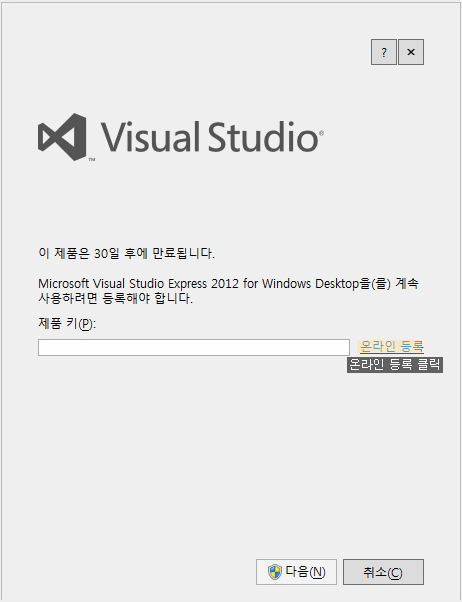 ?
Visual Studio®
™
이 제품은 30일 후에 만료됩니다.
Microsoft Visual Studio Express 2012 for Windows Desktop을(를) 계속
사용하려면 등록해야 합니다.
제품 키(P):
온라인 등록
온라인 등록 클릭
다음(N)
취소(C)